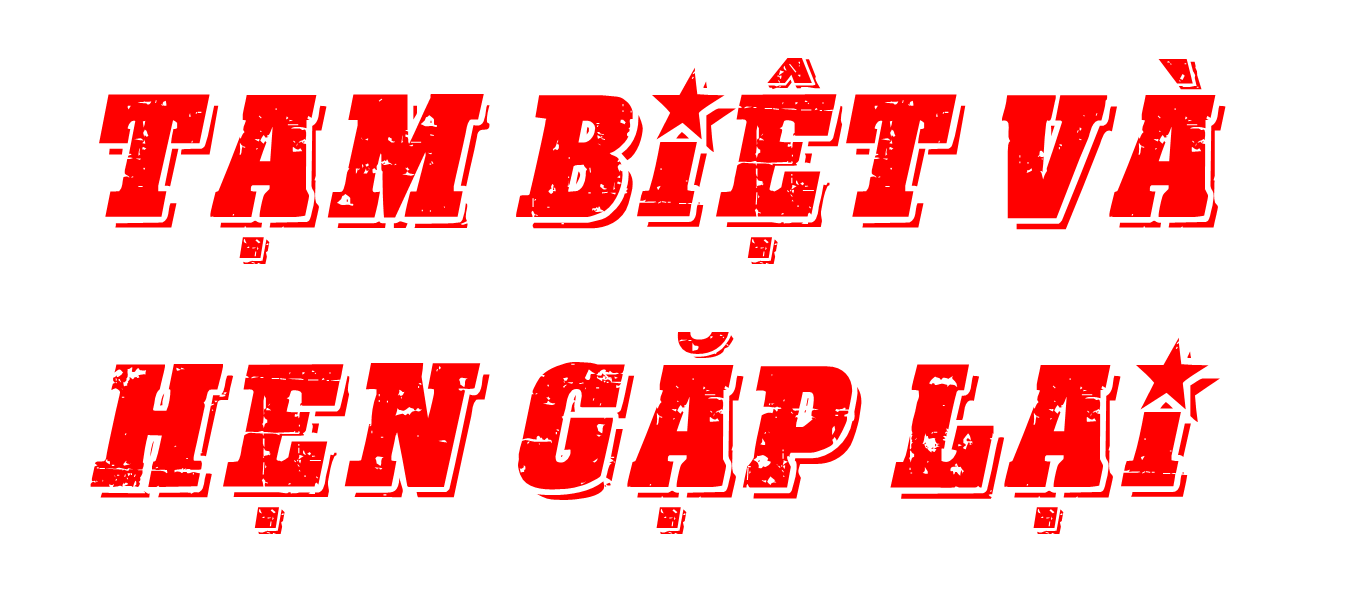 TẠM BIỆT VÀ
HẸN GẶP LẠI